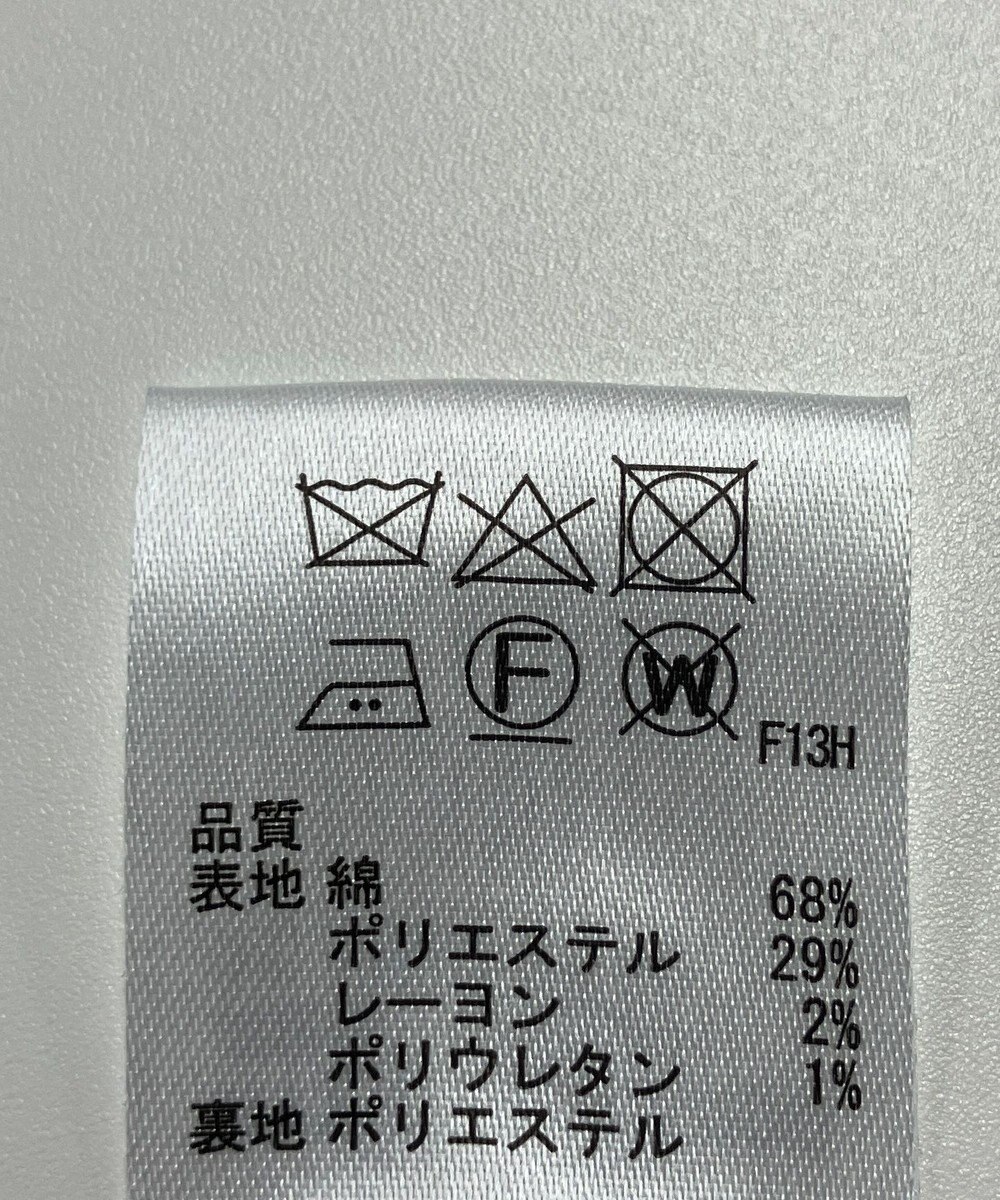 F W F13H
品質
表地 綿 68%
ポリエステル 29%
レーヨン 2%
ポリウレタン 1%
裏地 ポリエステル